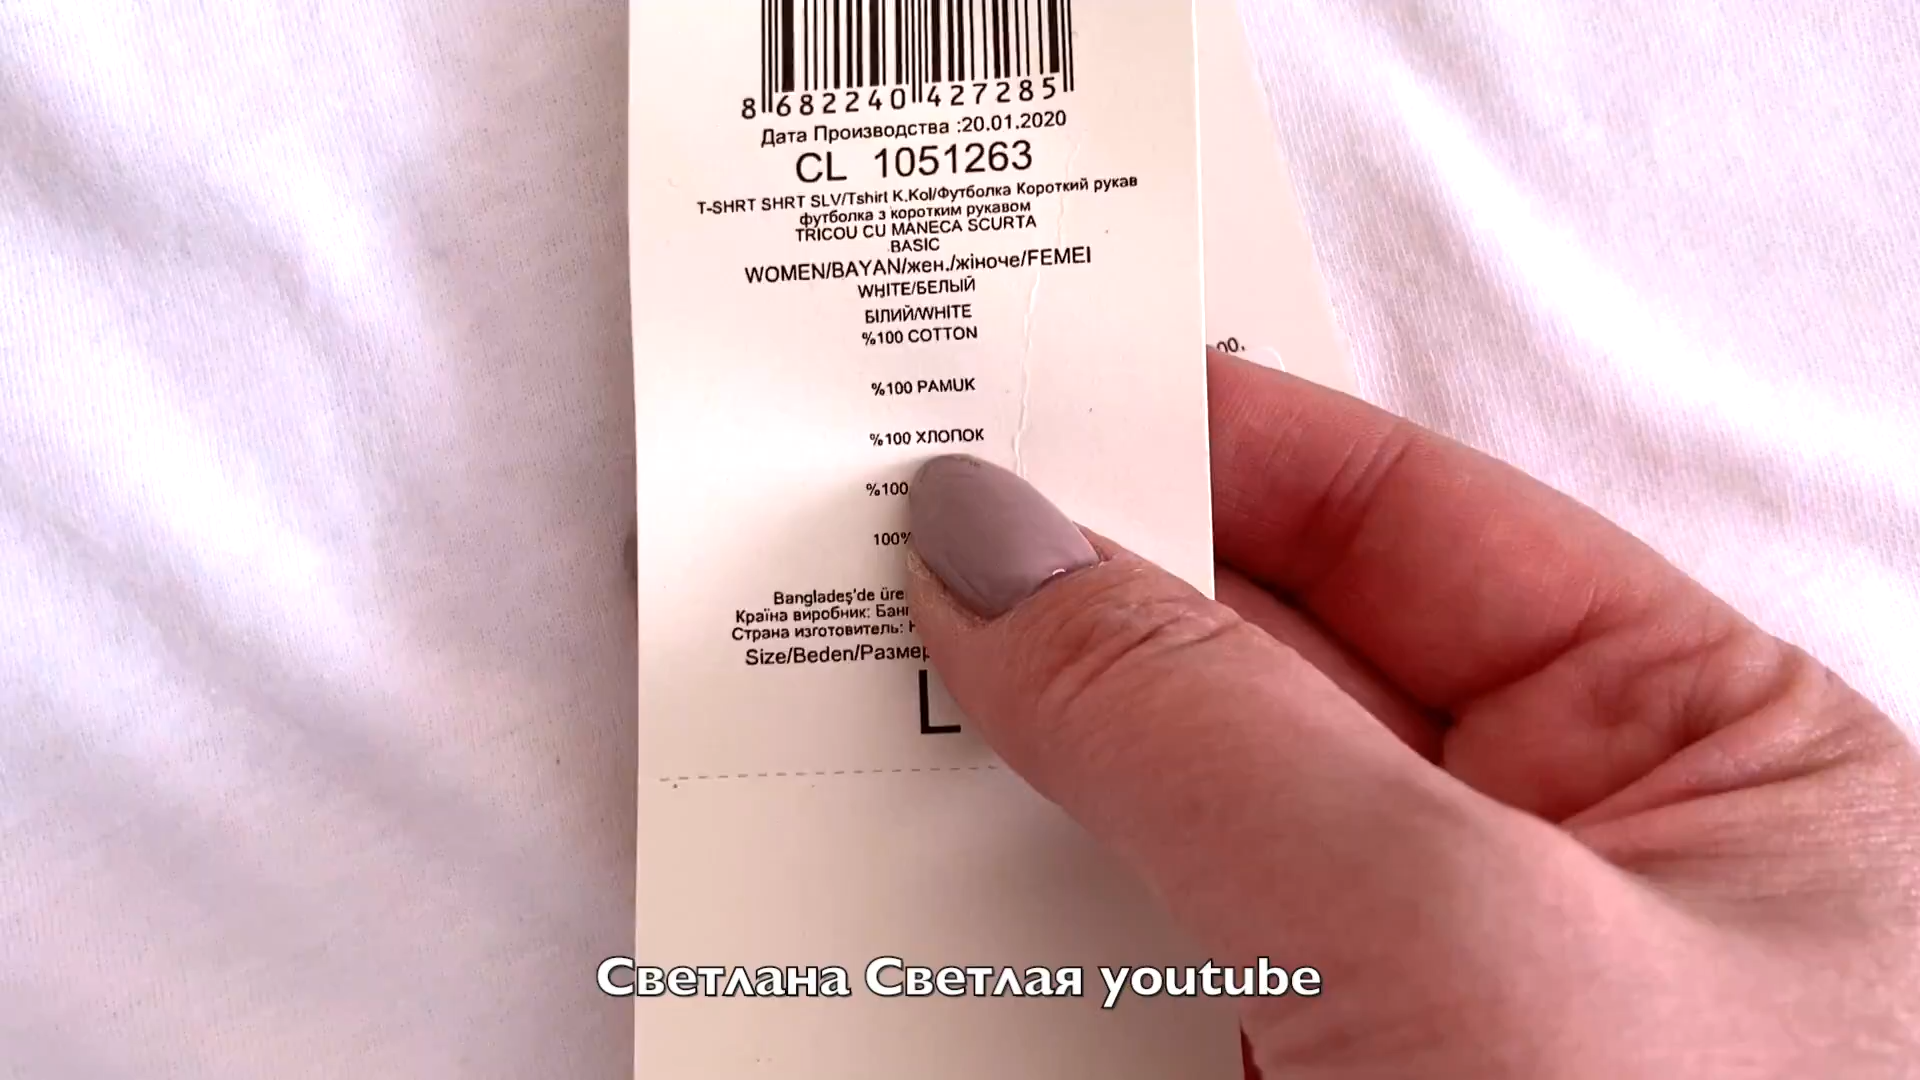 8 682240 427285
Дата Производства :20.01.2020
CL 1051263
T-SHRT SHRT SLV/Tshirt K.Kol/Футболка Короткий рукав
футболка з коротким рукавом
TRICOU CU MANECA SCURTA
BASIC
WOMEN/BAYAN/жен./жіноче/FEMEI
WHITE/БЕЛЫЙ
БІЛИЙ/WHITE
%100 COTTON
%100 PAMUK
%100 ХЛОПОК
%100
100%
Bangladeş'de
Країна виробник:
Страна изготовитель:
Size/Beden/Размер
L
00.
Светлана Светлая youtube